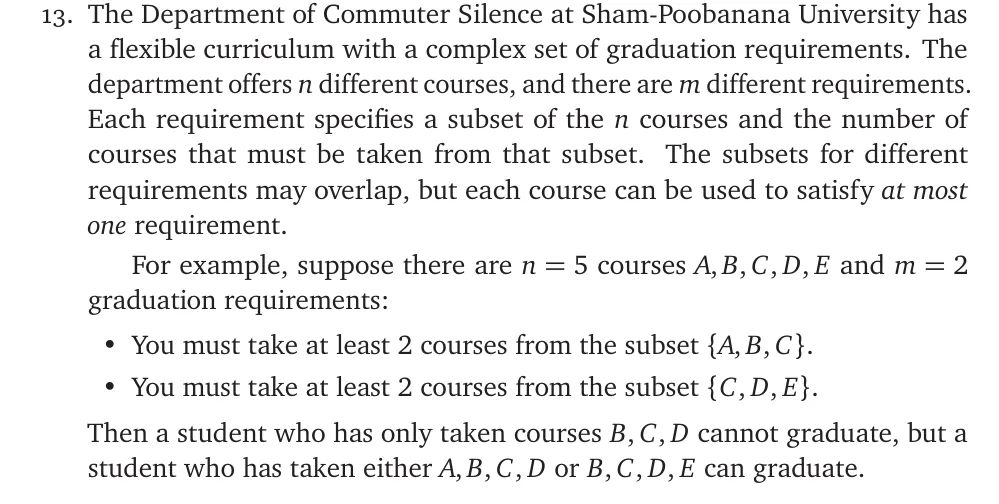 13. The Department of Commuter Silence at Sham-Poobanana University has
a flexible curriculum with a complex set of graduation requirements. The
department offers n different courses, and there are m different requirements.
Each requirement specifies a subset of the n courses and the number of
courses that must be taken from that subset. The subsets for different
requirements may overlap, but each course can be used to satisfy at most
one requirement.
For example, suppose there are n = 5 courses A, B, C, D, E and m = 2
graduation requirements:
• You must take at least 2 courses from the subset {A, B, C}.
• You must take at least 2 courses from the subset {C, D, E}.
Then a student who has only taken courses B, C, D cannot graduate, but a
student who has taken either A, B, C, D or B, C, D, E can graduate.